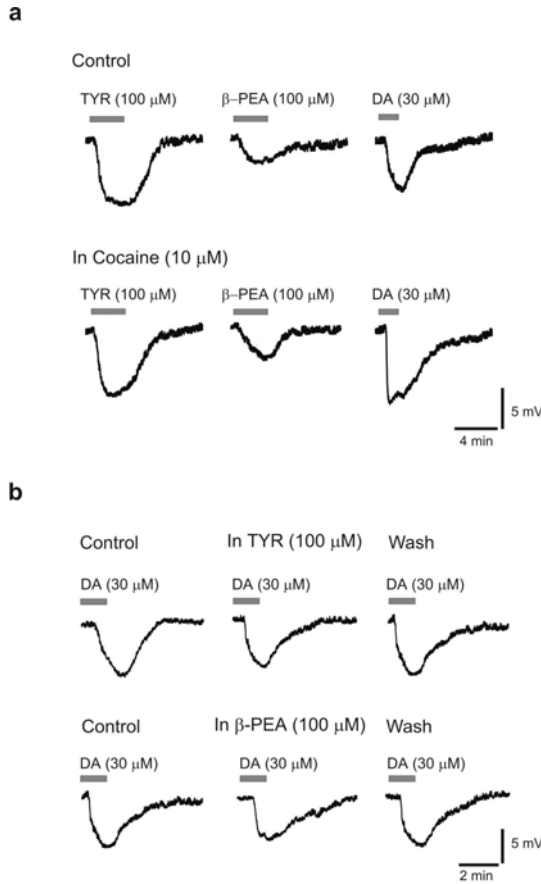 a
Control
TYR (100 μM) β–PEA (100 μM) DA (30 μM)
In Cocaine (10 μM)
TYR (100 μM) β–PEA (100 μM) DA (30 μM)
5 mV
4 min
b
Control In TYR (100 μM) Wash
DA (30 μM) DA (30 μM) DA (30 μM)
Control In β-PEA (100 μM) Wash
DA (30 μM) DA (30 μM) DA (30 μM)
5 mV
2 min